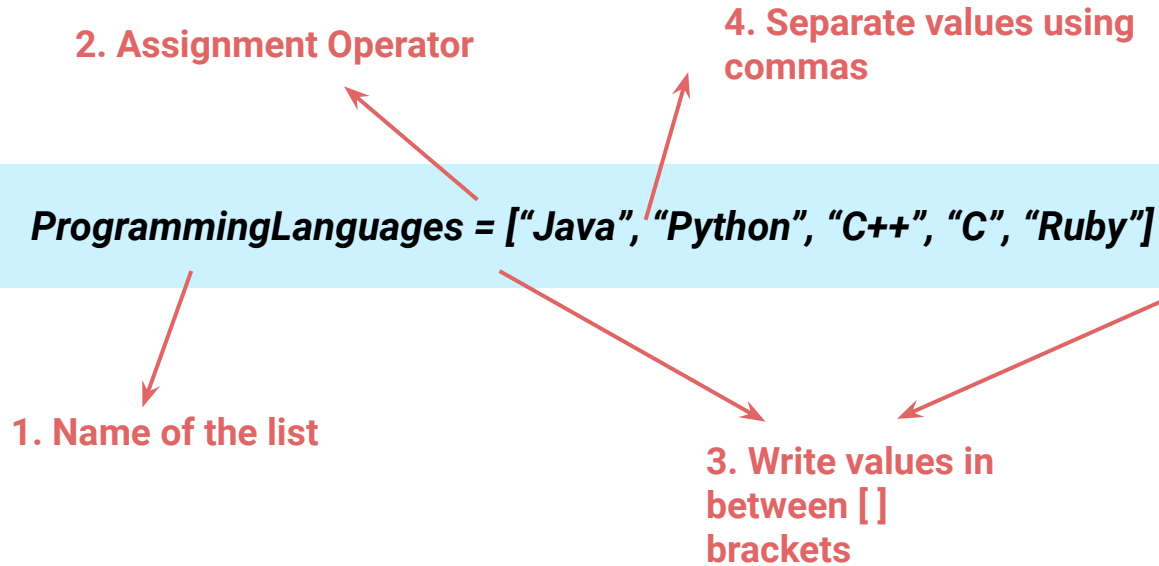 2. Assignment Operator
4. Separate values using
commas
ProgrammingLanguages = [“Java”, “Python”, “C++”, “C”, “Ruby”]
1. Name of the list
3. Write values in
between [ ]
brackets